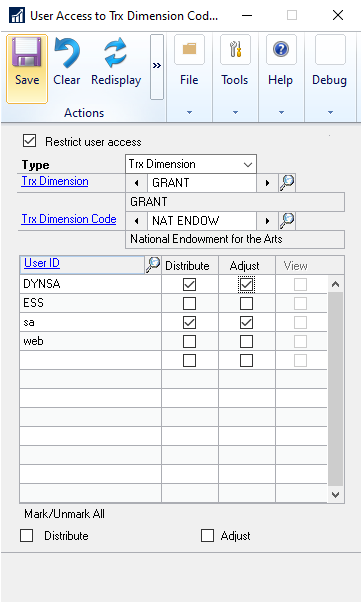 User Access to Trx Dimension Cod...
Save Clear Redisplay » File Tools Help Debug
Actions
Restrict user access
Type Trx Dimension
Trx Dimension GRANT
GRANT
Trx Dimension Code NAT ENDOW
National Endowment for the Arts
User ID Distribute Adjust View
DYNSA
ESS
sa
web
Mark/Unmark All
Distribute Adjust